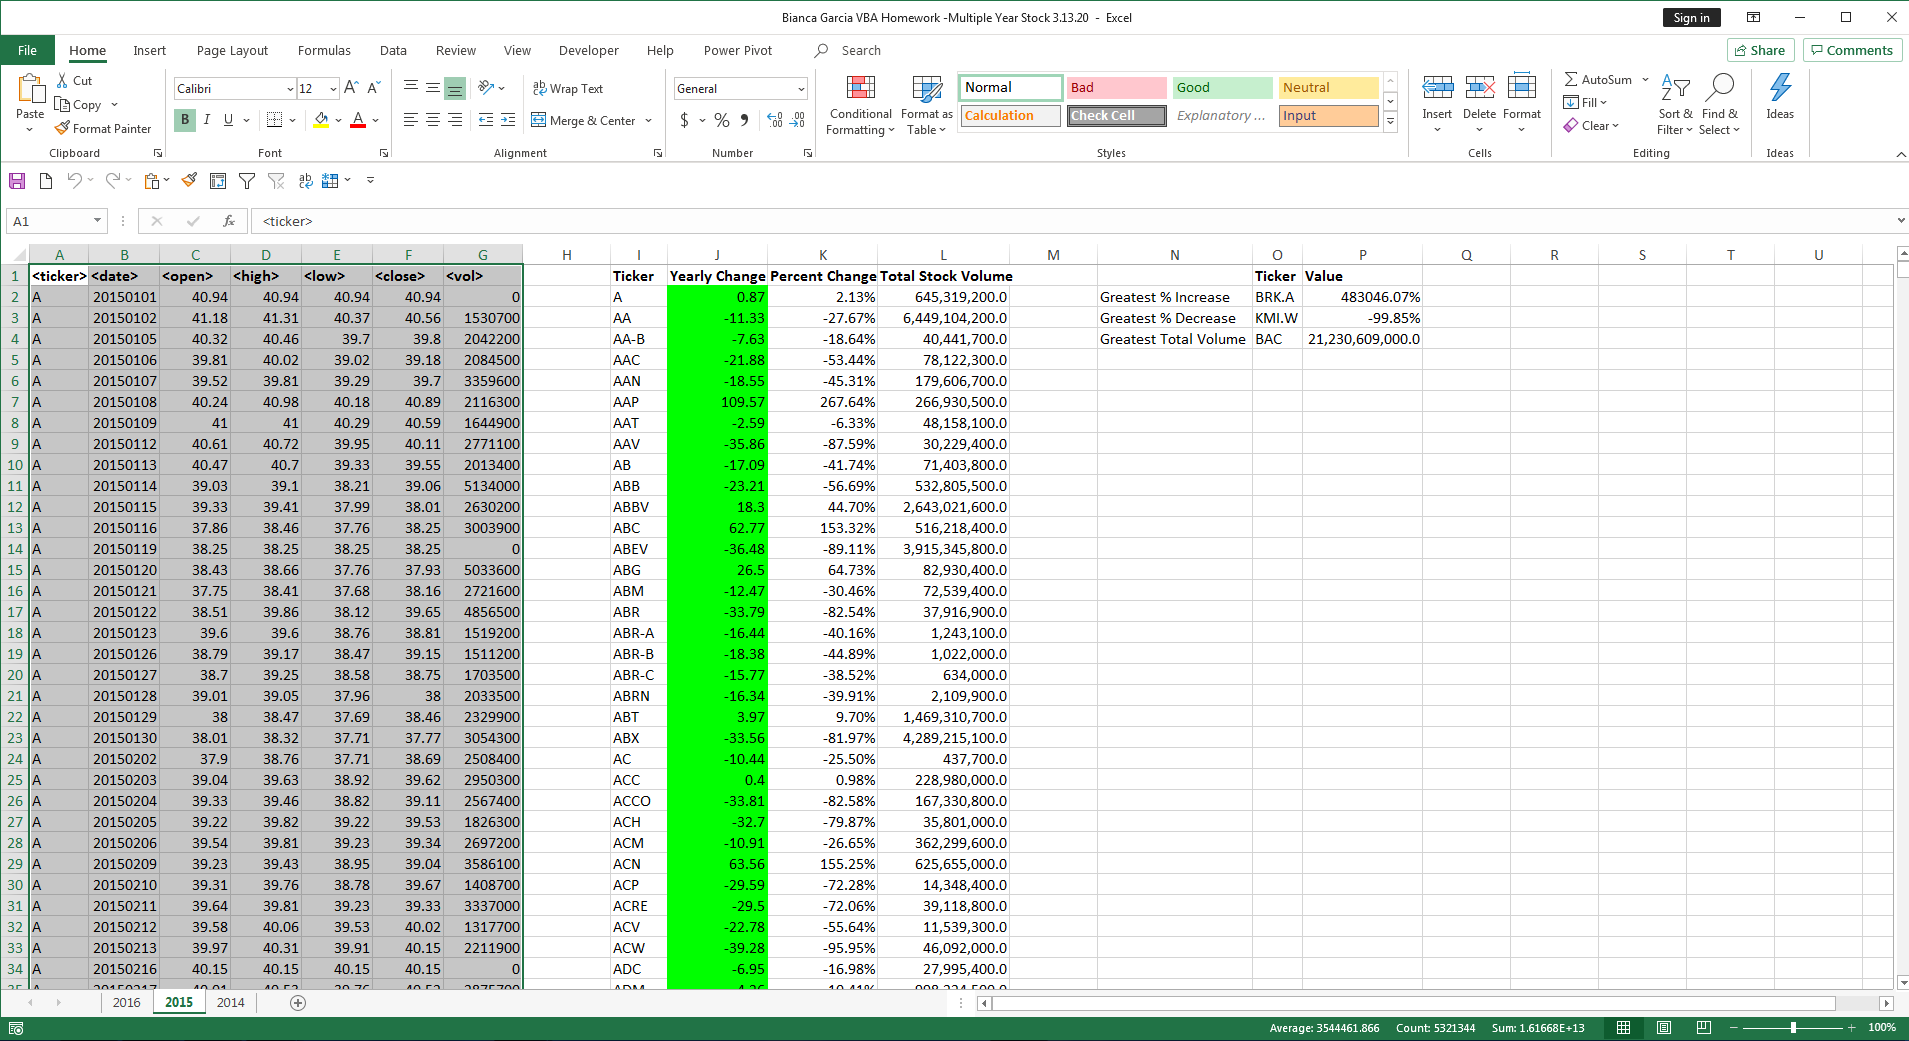 Bianca Garcia VBA Homework -Multiple Year Stock 3.13.20 - Excel
Sign in
File Home Insert Page Layout Formulas Data Review View Developer Help Power Pivot Search Share Comments
Paste
Cut
Copy
Format Painter
Clipboard
Calibri 12
B I U
Font
Wrap Text
Merge & Center
Alignment
General
$ % 
Number
Conditional Formatting
Format as Table
Normal Bad Good Neutral
Calculation Check Cell Explanatory ... Input
Styles
Insert Delete Format
Cells
AutoSum
Fill
Clear
Sort & Filter
Find & Select
Editing
Ideas
Ideas
A1 fx <ticker>
A B C D E F G H I J K L M N O P Q R S T U
1 <ticker> <date> <open> <high> <low> <close> <vol> Ticker Yearly Change Percent Change Total Stock Volume Ticker Value
2 A 20150101 40.94 40.94 40.94 40.94 0 A 0.87 2.13% 645,319,200.0 Greatest % Increase BRK.A 483046.07%
3 A 20150102 41.18 41.31 40.37 40.56 1530700 AA -11.33 -27.67% 6,449,104,200.0 Greatest % Decrease KMI.W -99.85%
4 A 20150105 40.32 40.46 39.7 39.8 2042200 AA-B -7.63 -18.64% 40,441,700.0 Greatest Total Volume BAC 21,230,609,000.0
5 A 20150106 39.81 40.02 39.02 39.18 2084500 AAC -21.88 -53.44% 78,122,300.0
6 A 20150107 39.52 39.81 39.29 39.7 3359600 AAN -18.55 -45.31% 179,606,700.0
7 A 20150108 40.24 40.98 40.18 40.89 2116300 AAP 109.57 267.64% 266,930,500.0
8 A 20150109 41 41 40.29 40.59 1644900 AAT -2.59 -6.33% 48,158,100.0
9 A 20150112 40.61 40.72 39.95 40.11 2771100 AAV -35.86 -87.59% 30,229,400.0
10 A 20150113 40.47 40.7 39.33 39.55 2013400 AB -17.09 -41.74% 71,403,800.0
11 A 20150114 39.03 39.1 38.21 39.06 5134000 ABB -23.21 -56.69% 532,805,500.0
12 A 20150115 39.33 39.41 37.99 38.01 2630200 ABBV 18.3 44.70% 2,643,021,600.0
13 A 20150116 37.86 38.46 37.76 38.25 3003900 ABC 62.77 153.32% 516,218,400.0
14 A 20150119 38.25 38.25 38.25 38.25 0 ABEV -36.48 -89.11% 3,915,345,800.0
15 A 20150120 38.43 38.66 37.76 37.93 5033600 ABG 26.5 64.73% 82,930,400.0
16 A 20150121 37.75 38.41 37.68 38.16 2721600 ABM -12.47 -30.46% 72,539,400.0
17 A 20150122 38.51 39.86 38.12 39.65 4856500 ABR -33.79 -82.54% 37,916,900.0
18 A 20150123 39.6 39.6 38.76 38.81 1519200 ABR-A -16.44 -40.16% 1,243,100.0
19 A 20150126 38.79 39.17 38.47 39.15 1511200 ABR-B -18.38 -44.89% 1,022,000.0
20 A 20150127 38.7 39.25 38.58 38.75 1703500 ABR-C -15.77 -38.52% 634,000.0
21 A 20150128 39.01 39.05 37.96 38 2033500 ABRN -16.34 -39.91% 2,109,900.0
22 A 20150129 38 38.47 37.69 38.46 2329900 ABT 3.97 9.70% 1,469,310,700.0
23 A 20150130 38.01 38.32 37.71 37.77 3054300 ABX -33.56 -81.97% 4,289,215,100.0
24 A 20150202 37.9 38.76 37.71 38.69 2508400 AC -10.44 -25.50% 437,700.0
25 A 20150203 39.04 39.63 38.92 39.62 2950300 ACC 0.4 0.98% 228,980,000.0
26 A 20150204 39.33 39.46 38.82 39.11 2567400 ACCO -33.81 -82.58% 167,330,800.0
27 A 20150205 39.22 39.82 39.22 39.53 1826300 ACH -32.7 -79.87% 35,801,000.0
28 A 20150206 39.54 39.81 39.23 39.34 2697200 ACM -10.91 -26.65% 362,299,600.0
29 A 20150209 39.23 39.43 38.95 39.04 3586100 ACN 63.56 155.25% 625,655,000.0
30 A 20150210 39.31 39.76 38.78 39.67 1408700 ACP -29.59 -72.28% 14,348,400.0
31 A 20150211 39.64 39.81 39.23 39.33 3337000 ACRE -29.5 -72.06% 39,118,800.0
32 A 20150212 39.58 40.06 39.53 40.02 1317700 ACV -22.78 -55.64% 11,539,300.0
33 A 20150213 39.97 40.31 39.91 40.15 2211900 ACW -39.28 -95.95% 46,092,000.0
34 A 20150216 40.15 40.15 40.15 40.15 0 ADC -6.95 -16.98% 27,995,400.0
2016 2015 2014
Average: 3544461.866 Count: 5321344 Sum: 1.61668E+13 100%